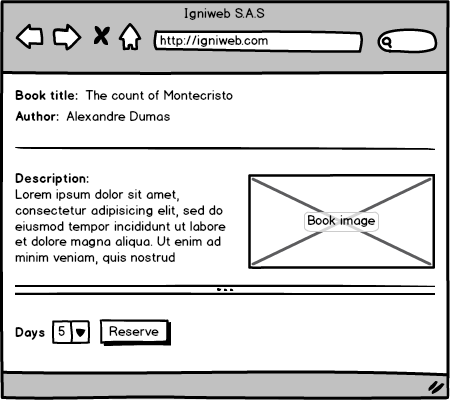 Igniweb S.A.S
http://igniweb.com
Book title: The count of Montecristo
Author: Alexandre Dumas
Description:
Lorem ipsum dolor sit amet,
consectetur adipisicing elit, sed do
eiusmod tempor incididunt ut labore
et dolore magna aliqua. Ut enim ad
minim veniam, quis nostrud
Book image
Days 5 Reserve